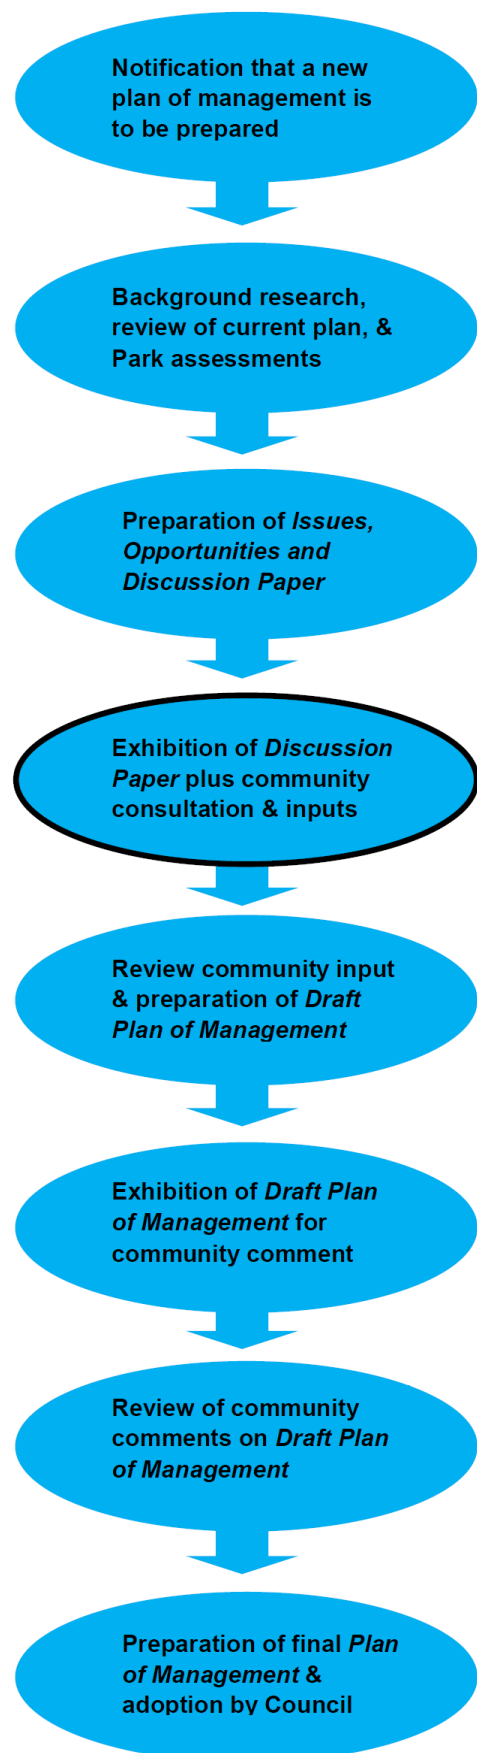 Notification that a new
plan of management is
to be prepared
Background research,
review of current plan, &
Park assessments
Preparation of Issues,
Opportunities and
Discussion Paper
Exhibition of Discussion
Paper plus community
consultation & inputs
Review community input
& preparation of Draft
Plan of Management
Exhibition of Draft Plan
of Management for
community comment
Review of community
comments on Draft Plan
of Management
Preparation of final Plan
of Management &
adoption by Council